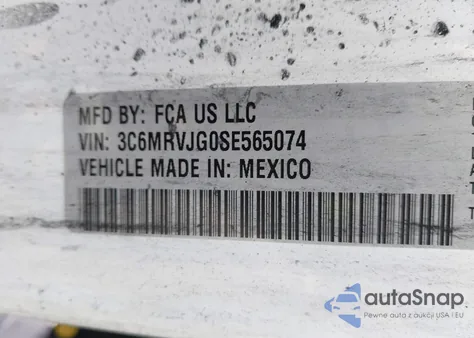 MFD BY: FCA US LLC
VIN: 3C6MRVJG0SE565074
VEHICLE MADE IN: MEXICO
autaSnap
Pewne auta z aukcji USA i EU